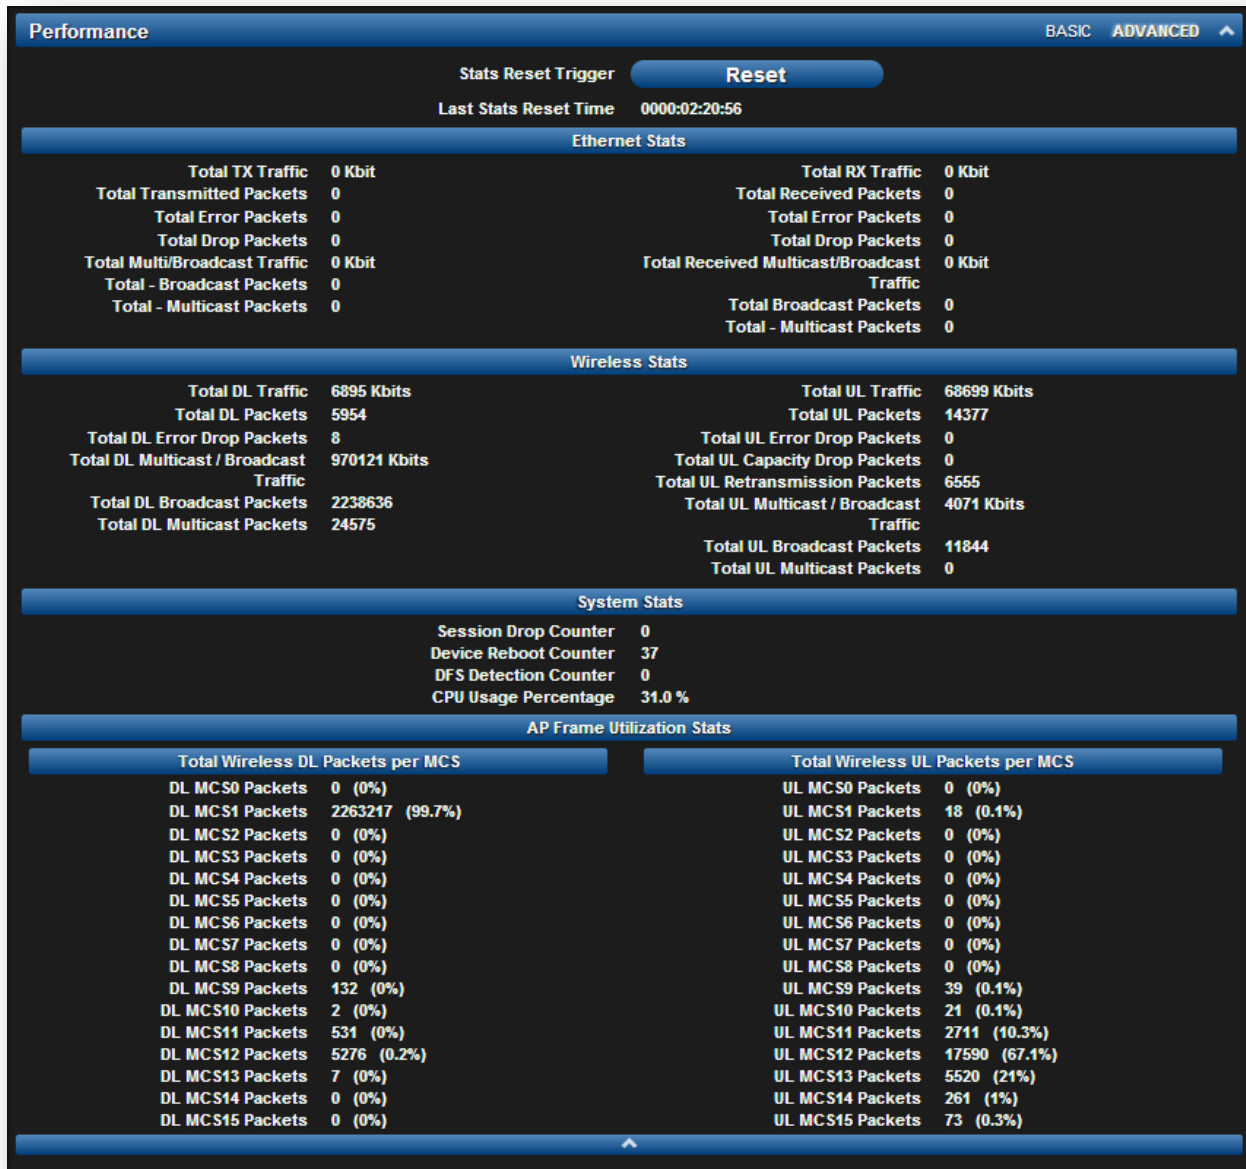 Performance BASIC ADVANCED
Stats Reset Trigger Reset
Last Stats Reset Time 0000:02:20:56
Ethernet Stats
Total TX Traffic 0 Kbit Total RX Traffic 0 Kbit
Total Transmitted Packets 0 Total Received Packets 0
Total Error Packets 0 Total Error Packets 0
Total Drop Packets 0 Total Drop Packets 0
Total Multi/Broadcast Traffic 0 Kbit Total Received Multicast/Broadcast 0 Kbit
Total - Broadcast Packets 0 Traffic
Total - Multicast Packets 0 Total Broadcast Packets 0
Total - Multicast Packets 0
Wireless Stats
Total DL Traffic 6895 Kbits Total UL Traffic 68699 Kbits
Total DL Packets 5954 Total UL Packets 14377
Total DL Error Drop Packets 8 Total UL Error Drop Packets 0
Total DL Multicast / Broadcast 970121 Kbits Total UL Capacity Drop Packets 0
Traffic Total UL Retransmission Packets 6555
Total DL Broadcast Packets 2238636 Total UL Multicast / Broadcast 4071 Kbits
Total DL Multicast Packets 24575 Traffic
Total UL Broadcast Packets 11844
Total UL Multicast Packets 0
System Stats
Session Drop Counter 0
Device Reboot Counter 37
DFS Detection Counter 0
CPU Usage Percentage 31.0 %
AP Frame Utilization Stats
Total Wireless DL Packets per MCS Total Wireless UL Packets per MCS
DL MCS0 Packets 0 (0%) UL MCS0 Packets 0 (0%)
DL MCS1 Packets 2263217 (99.7%) UL MCS1 Packets 18 (0.1%)
DL MCS2 Packets 0 (0%) UL MCS2 Packets 0 (0%)
DL MCS3 Packets 0 (0%) UL MCS3 Packets 0 (0%)
DL MCS4 Packets 0 (0%) UL MCS4 Packets 0 (0%)
DL MCS5 Packets 0 (0%) UL MCS5 Packets 0 (0%)
DL MCS6 Packets 0 (0%) UL MCS6 Packets 0 (0%)
DL MCS7 Packets 0 (0%) UL MCS7 Packets 0 (0%)
DL MCS8 Packets 0 (0%) UL MCS8 Packets 0 (0%)
DL MCS9 Packets 132 (0%) UL MCS9 Packets 39 (0.1%)
DL MCS10 Packets 2 (0%) UL MCS10 Packets 21 (0.1%)
DL MCS11 Packets 531 (0%) UL MCS11 Packets 2711 (10.3%)
DL MCS12 Packets 5276 (0.2%) UL MCS12 Packets 17590 (67.1%)
DL MCS13 Packets 7 (0%) UL MCS13 Packets 5520 (21%)
DL MCS14 Packets 0 (0%) UL MCS14 Packets 261 (1%)
DL MCS15 Packets 0 (0%) UL MCS15 Packets 73 (0.3%)